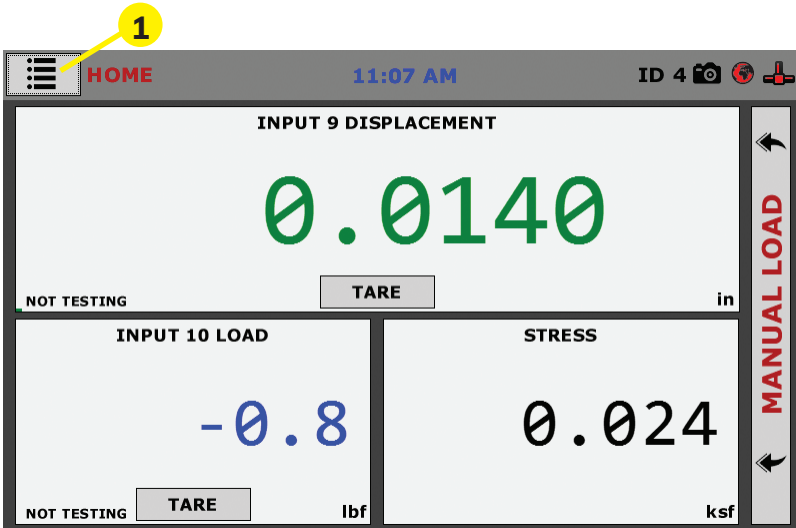 1
HOME
11:07 AM
ID 4
INPUT 9 DISPLACEMENT
0.0140
NOT TESTING
TARE
in
INPUT 10 LOAD
-0.8
NOT TESTING
TARE
lbf
STRESS
0.024
ksf
MANUAL LOAD